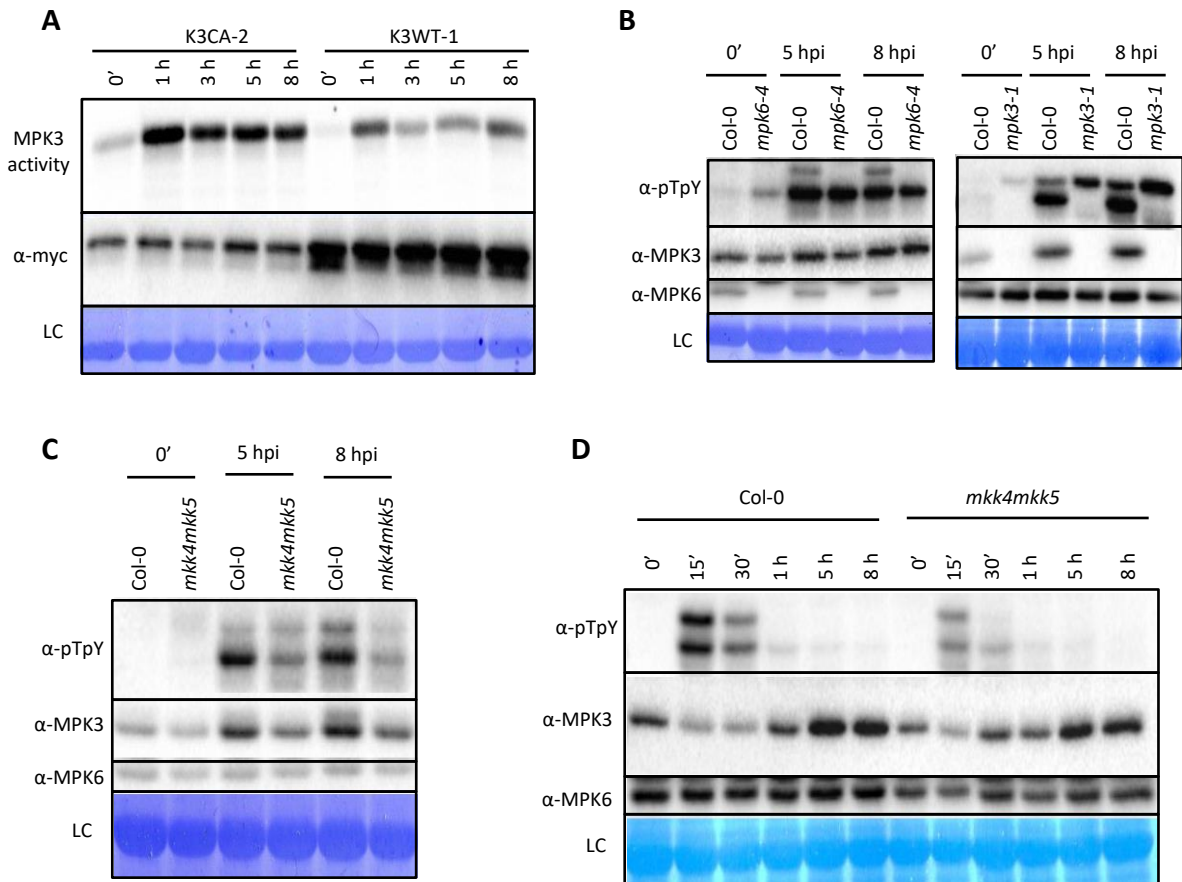 A
K3CA-2 K3WT-1
0’ 1 h 3 h 5 h 8 h 0’ 1 h 3 h 5 h 8 h
MPK3
activity
α-myc
LC
B
0’ 5 hpi 8 hpi 0’ 5 hpi 8 hpi
Col-0 mpk6-4 Col-0 mpk6-4 Col-0 mpk6-4 Col-0 mpk3-1 Col-0 mpk3-1 Col-0 mpk3-1
α-pTpY
α-MPK3
α-MPK6
LC
C
0’ 5 hpi 8 hpi
Col-0 mkk4mkk5 Col-0 mkk4mkk5 Col-0 mkk4mkk5
α-pTpY
α-MPK3
α-MPK6
LC
D
Col-0 mkk4mkk5
0’ 15’ 30’ 1 h 5 h 8 h 0’ 15’ 30’ 1 h 5 h 8 h
α-pTpY
α-MPK3
α-MPK6
LC